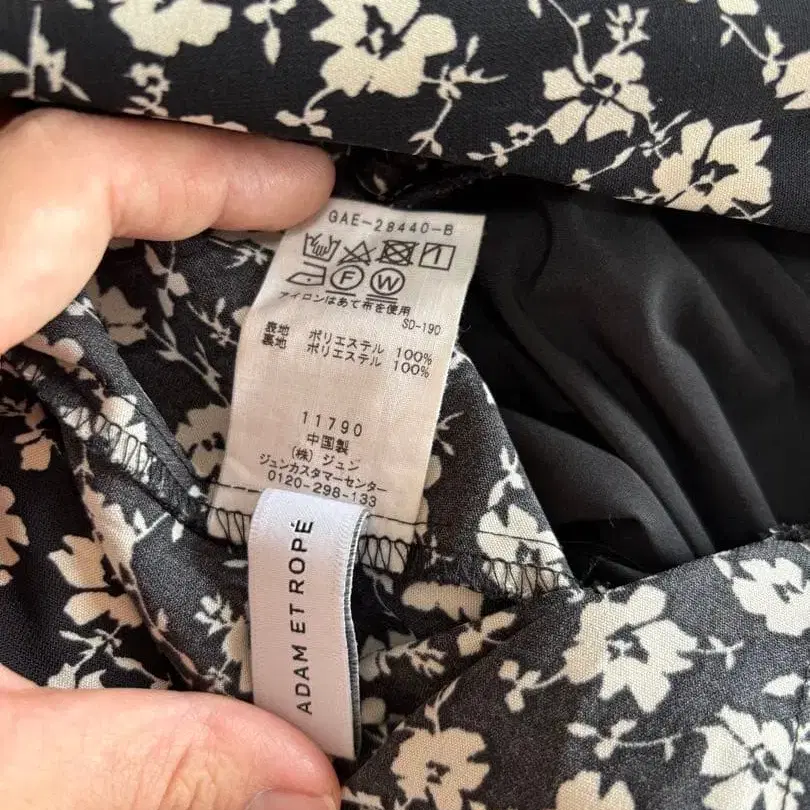 GAE-28440-B
1
F W
アイロンはあて布を使用
SD-190
表地 ポリエステル 100%
裏地 ポリエステル 100%
11790
中国製
(株) ジュン
ジュンカスタマーセンター
0120-298-133
ADAM ET ROPÉ